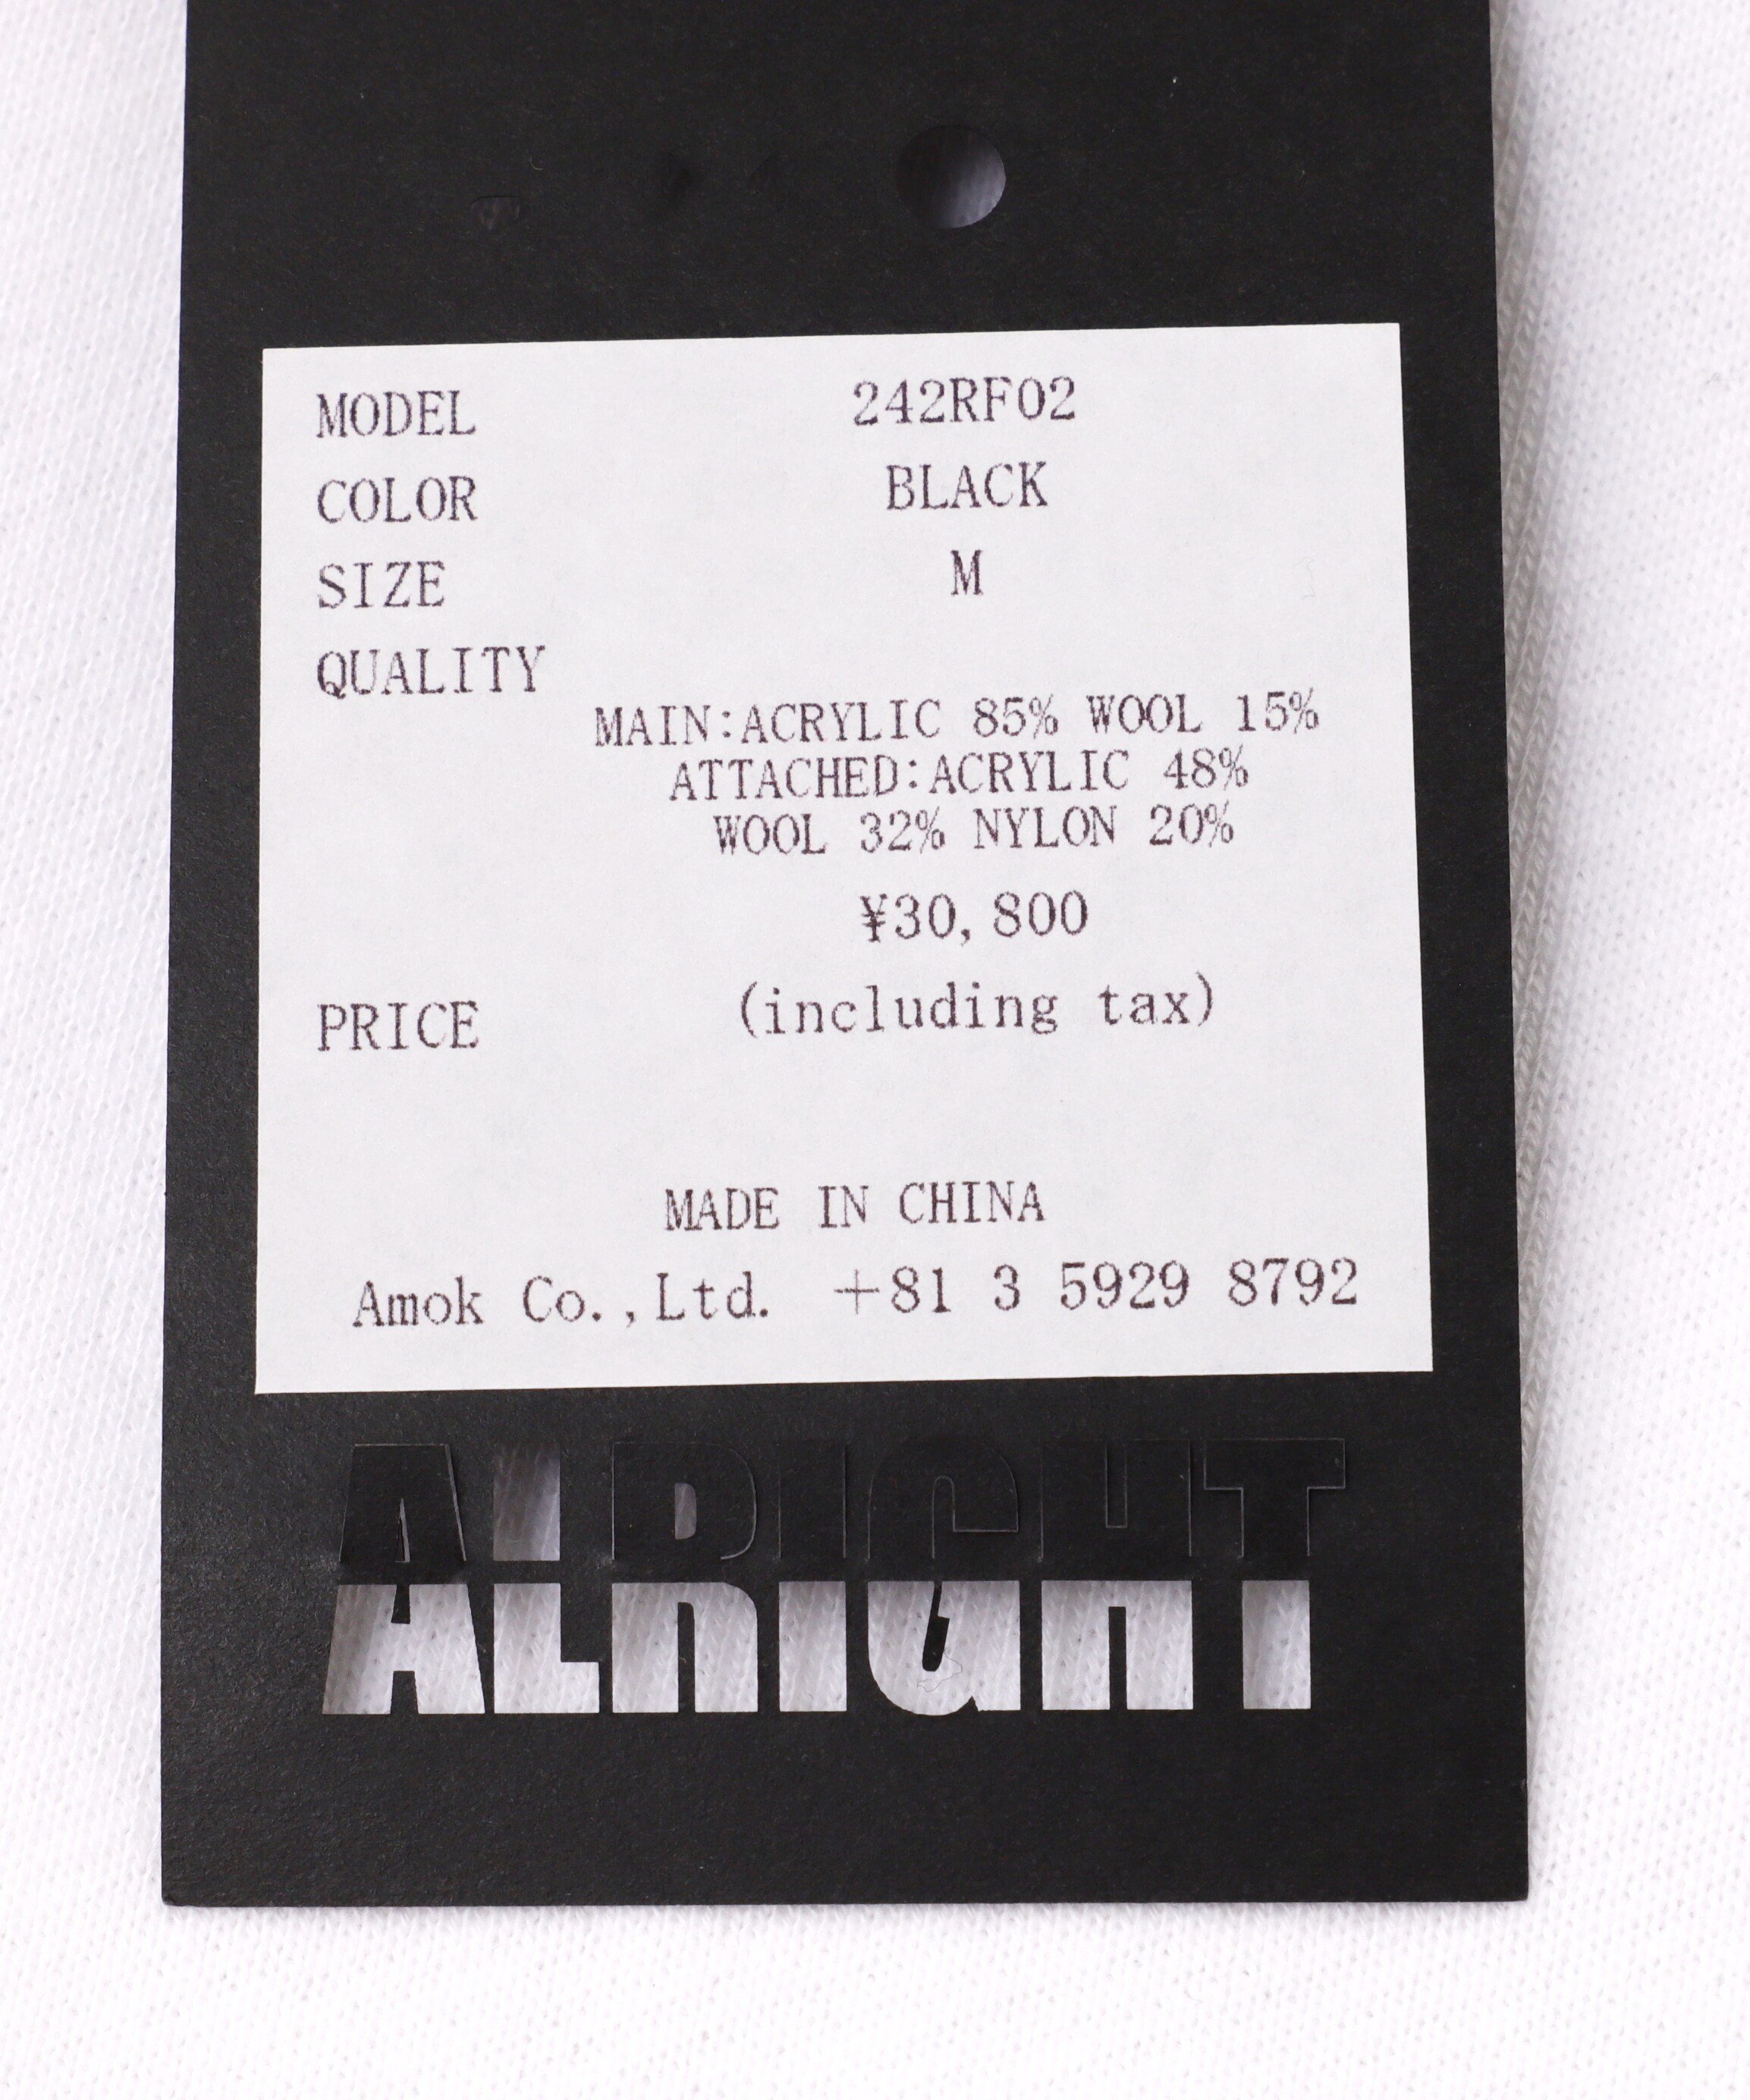 MODEL 242RF02
COLOR BLACK
SIZE M
QUALITY
MAIN:ACRYLIC 85% WOOL 15%
ATTACHED:ACRYLIC 48%
WOOL 32% NYLON 20%
¥30,800
PRICE (including tax)
MADE IN CHINA
Amok Co.,Ltd. +81 3 5929 8792
ALRIGHT